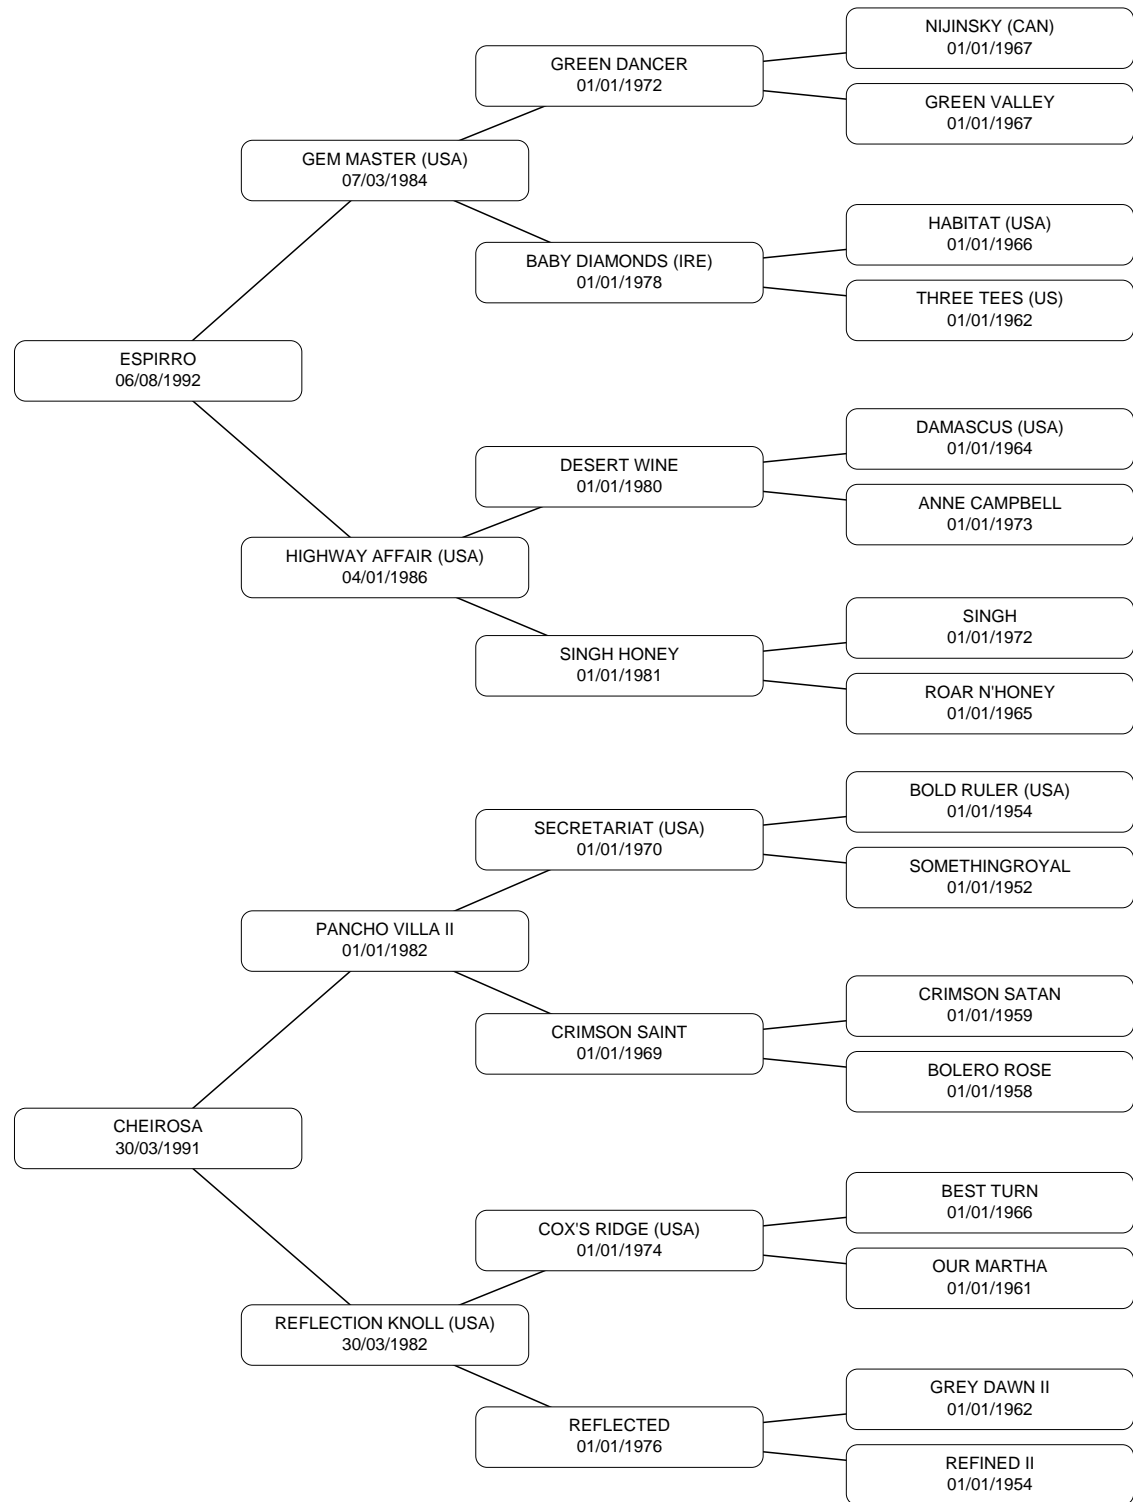 NIJINSKY (CAN)
01/01/1967
GREEN DANCER
01/01/1972
GREEN VALLEY
01/01/1967
GEM MASTER (USA)
07/03/1984
HABITAT (USA)
01/01/1966
BABY DIAMONDS (IRE)
01/01/1978
THREE TEES (US)
01/01/1962
ESPIRRO
06/08/1992
DAMASCUS (USA)
01/01/1964
DESERT WINE
01/01/1980
ANNE CAMPBELL
01/01/1973
HIGHWAY AFFAIR (USA)
04/01/1986
SINGH
01/01/1972
SINGH HONEY
01/01/1981
ROAR N'HONEY
01/01/1965
BOLD RULER (USA)
01/01/1954
SECRETARIAT (USA)
01/01/1970
SOMETHINGROYAL
01/01/1952
PANCHO VILLA II
01/01/1982
CRIMSON SATAN
01/01/1959
CRIMSON SAINT
01/01/1969
BOLERO ROSE
01/01/1958
CHEIROSA
30/03/1991
BEST TURN
01/01/1966
COX'S RIDGE (USA)
01/01/1974
OUR MARTHA
01/01/1961
REFLECTION KNOLL (USA)
30/03/1982
GREY DAWN II
01/01/1962
REFLECTED
01/01/1976
REFINED II
01/01/1954